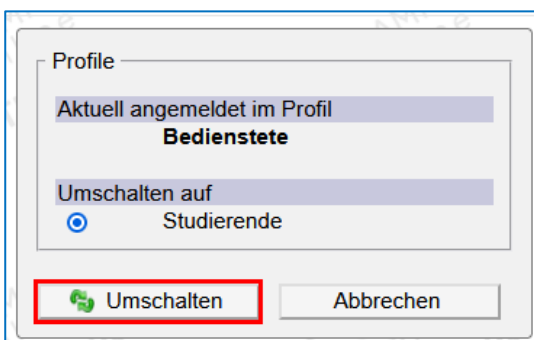 Profile
Aktuell angemeldet im Profil
Bedienstete
Umschalten auf
Studierende
Umschalten Abbrechen